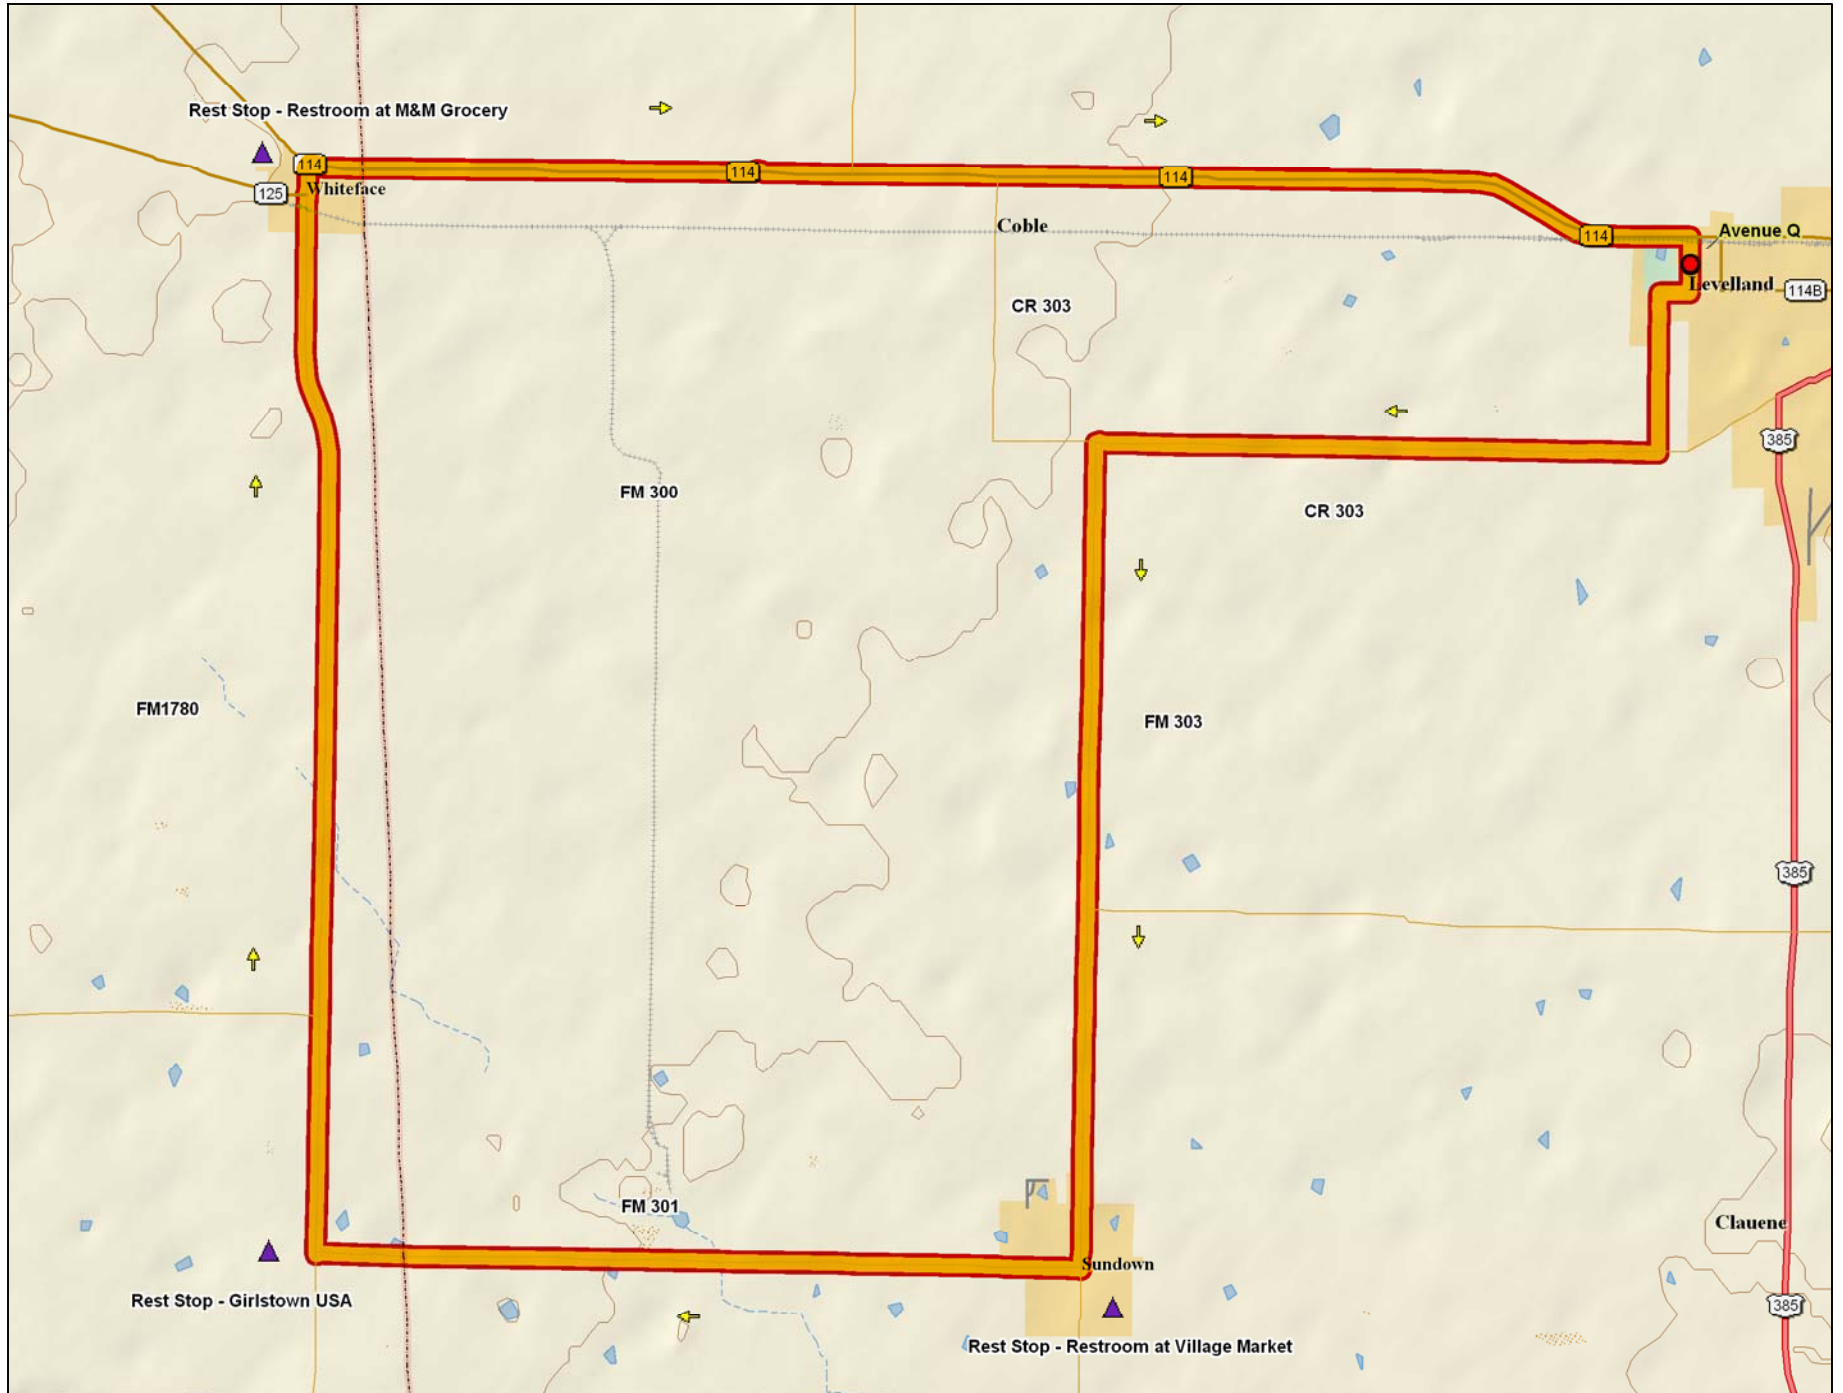 Rest Stop - Restroom at M&M Grocery
114
114
114
125
Whiteface
Coble
114
Avenue Q
Levelland
114B
CR 303
385
FM 300
CR 303
FM1780
FM 303
385
FM 301
Clauene
Sundown
Rest Stop - Girlstown USA
385
Rest Stop - Restroom at Village Market